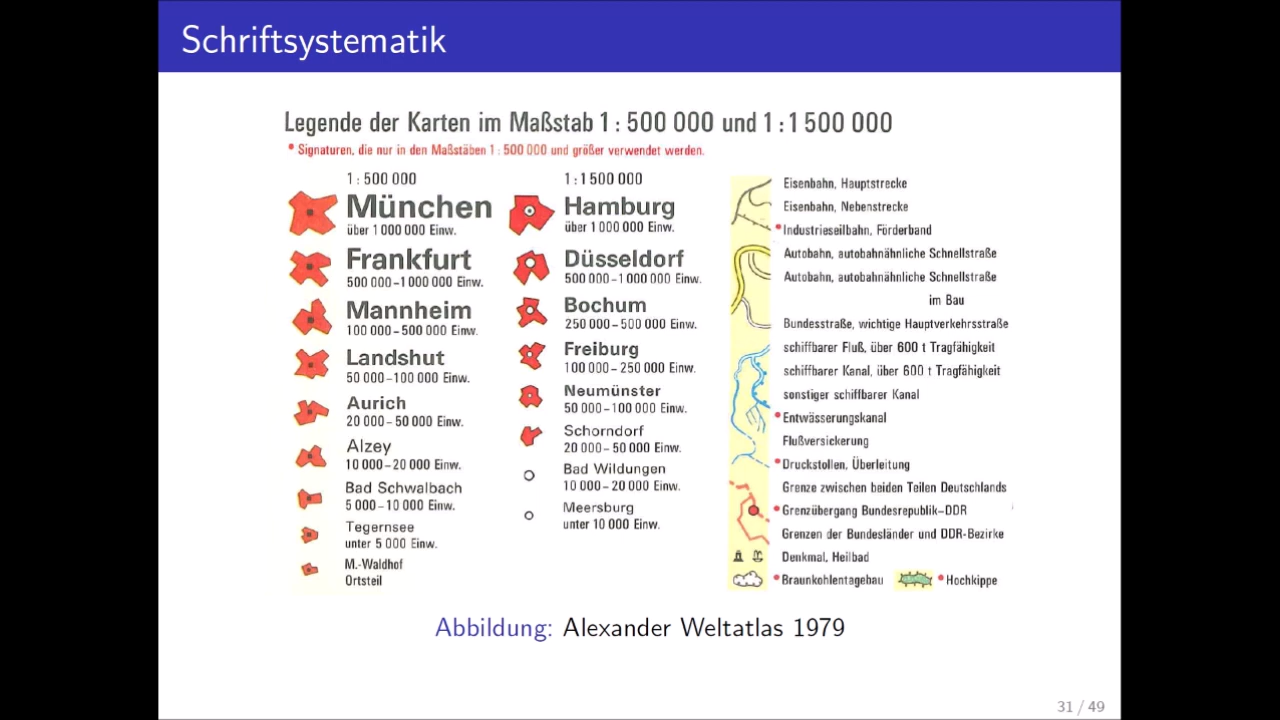 Schriftsystematik
Legende der Karten im Maßstab 1 : 500 000 und 1 : 1 500 000
• Signaturen, die nur in den Maßstäben 1 : 500 000 und größer verwendet werden.
1 : 500 000
München
über 1 000 000 Einw.
Frankfurt
500 000–1 000 000 Einw.
Mannheim
100 000–500 000 Einw.
Landshut
50 000–100 000 Einw.
Aurich
20 000–50 000 Einw.
Alzey
10 000–20 000 Einw.
Bad Schwalbach
5 000–10 000 Einw.
Tegernsee
unter 5 000 Einw.
M.-Waldhof
Ortsteil
1 : 1 500 000
Hamburg
über 1 000 000 Einw.
Düsseldorf
500 000–1 000 000 Einw.
Bochum
250 000–500 000 Einw.
Freiburg
100 000–250 000 Einw.
Neumünster
50 000–100 000 Einw.
Schorndorf
20 000–50 000 Einw.
Bad Wildungen
10 000–20 000 Einw.
Meersburg
unter 10 000 Einw.
Eisenbahn, Hauptstrecke
Eisenbahn, Nebenstrecke
• Industrieseilbahn, Förderband
Autobahn, autobahnähnliche Schnellstraße
Autobahn, autobahnähnliche Schnellstraße
im Bau
Bundesstraße, wichtige Hauptverkehrsstraße
schiffbarer Fluß, über 600 t Tragfähigkeit
schiffbarer Kanal, über 600 t Tragfähigkeit
sonstiger schiffbarer Kanal
• Entwässerungskanal
Flußversickerung
• Druckstollen, Überleitung
Grenze zwischen beiden Teilen Deutschlands
• Grenzübergang Bundesrepublik–DDR
Grenzen der Bundesländer und DDR-Bezirke
Denkmal, Heilbad
• Braunkohlentagebau • Hochkippe
Abbildung: Alexander Weltatlas 1979
31 / 49